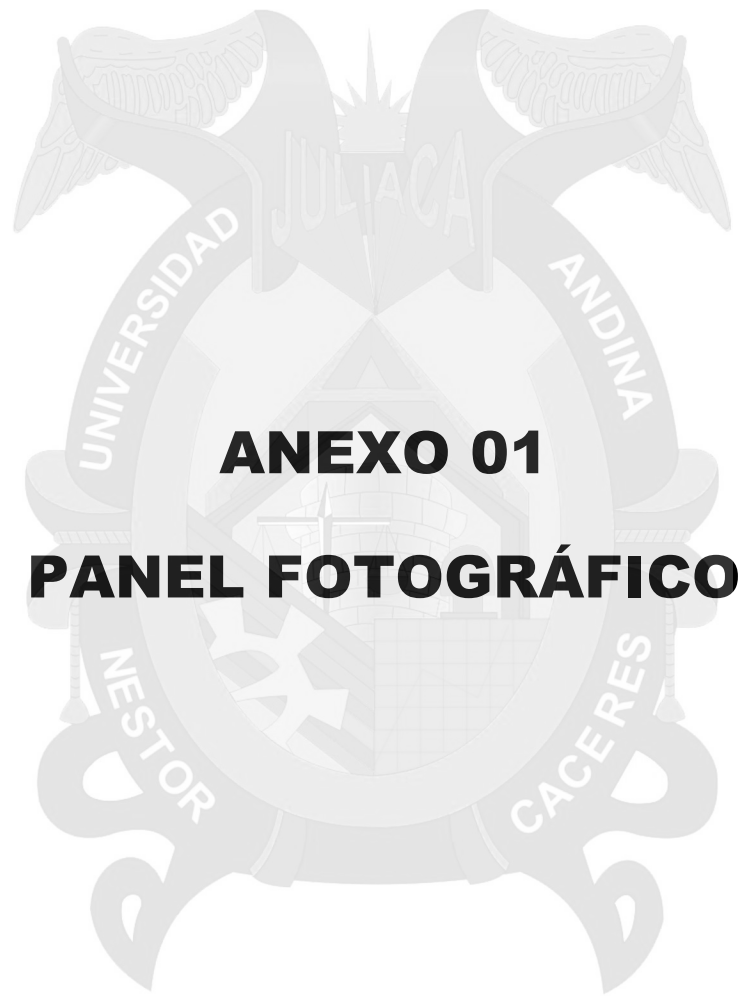 JULIACA
UNIVERSIDAD
ANDINA
ANEXO 01
PANEL FOTOGRÁFICO
NESTOR
CACERES